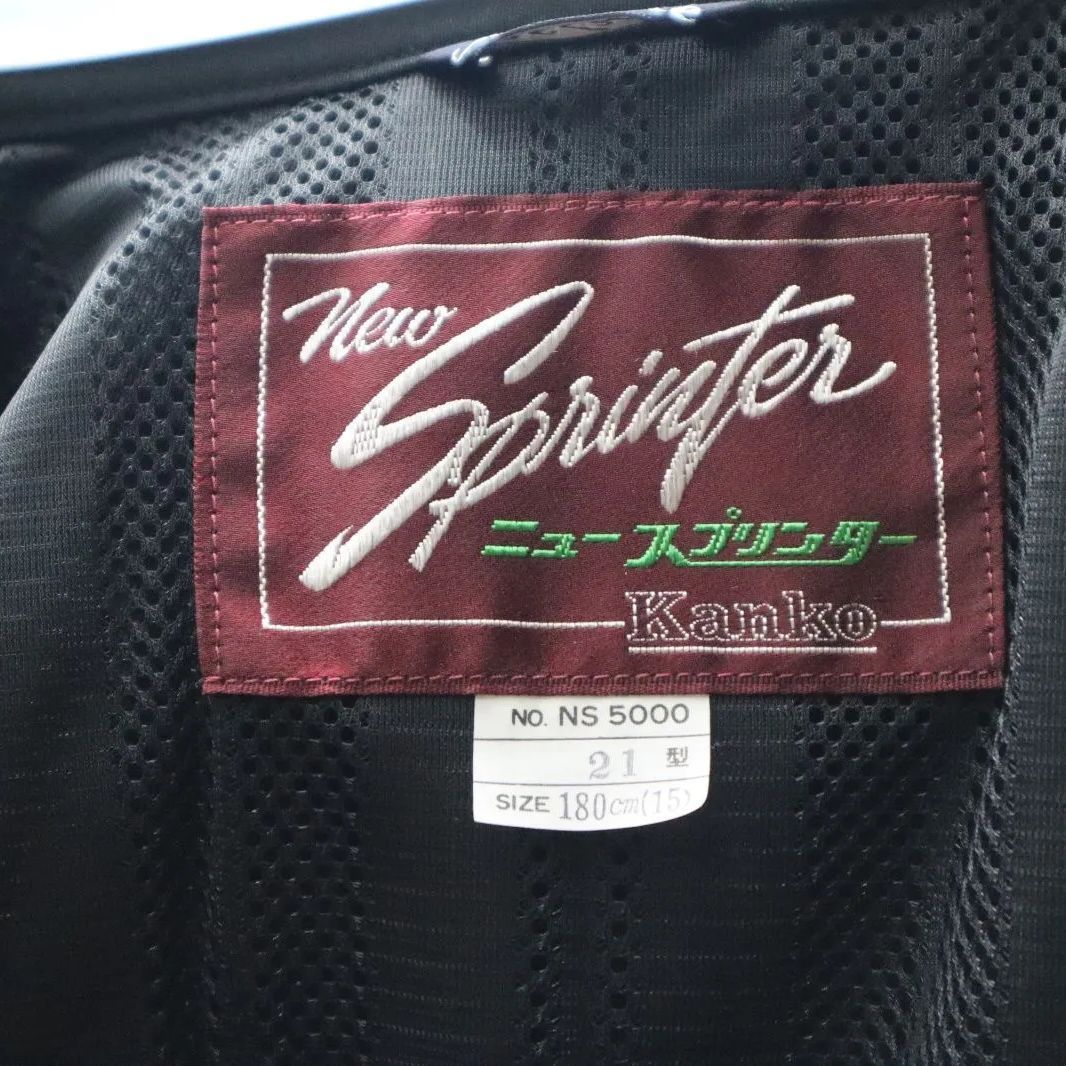 New
Sprinter
ニュースプリンター
Kanko
NO. NS 5000
21 型
SIZE 180cm(15)